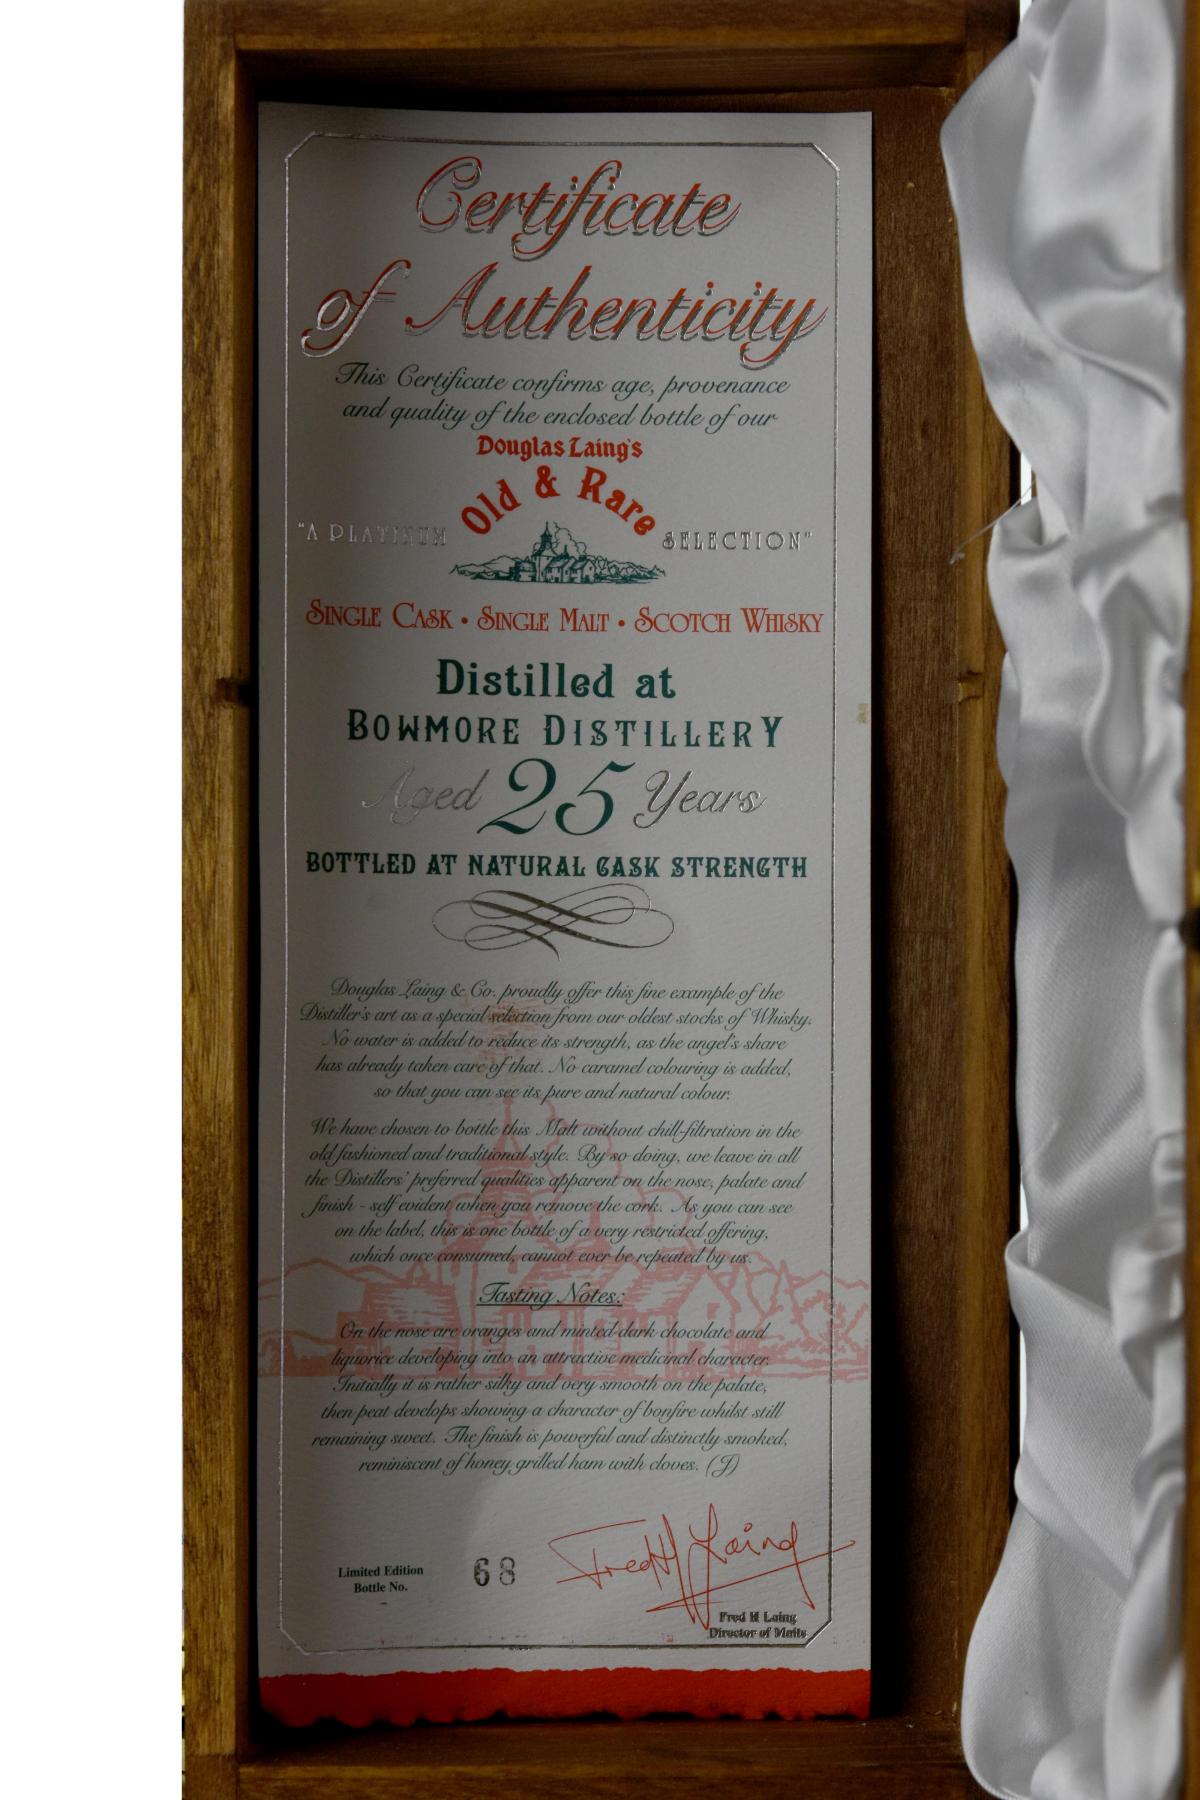 Certificate
of Authenticity
This Certificate confirms age, provenance
and quality of the enclosed bottle of our
Douglas Laing's
Old & Rare
"A PLATINUM SELECTION"
SINGLE CASK • SINGLE MALT • SCOTCH WHISKY
Distilled at
BOWMORE DISTILLERY
Aged 25 Years
BOTTLED AT NATURAL CASK STRENGTH
Douglas Laing & Co. proudly offer this fine example of the
Distiller's art as a special selection from our oldest stocks of Whisky.
No water is added to reduce its strength, as the angel's share
has already taken care of that. No caramel colouring is added,
so that you can see its pure and natural colour.
We have chosen to bottle this Malt without chill-filtration in the
old fashioned and traditional style. By so doing, we leave in all
the Distillers' preferred qualities apparent on the nose, palate and
finish - self evident when you remove the cork. As you can see
on the label, this is one bottle of a very restricted offering,
which once consumed, cannot ever be repeated by us.
Tasting Notes:
On the nose are oranges and minted dark chocolate and
liquorice developing into an attractive medicinal character.
Initially it is rather silky and very smooth on the palate,
then peat develops showing a character of bonfire whilst still
remaining sweet. The finish is powerful and distinctly smoked,
reminiscent of honey grilled ham with cloves. (J)
Limited Edition
Bottle No.
68
Fred H Laing
Fred H Laing
Director of Malts